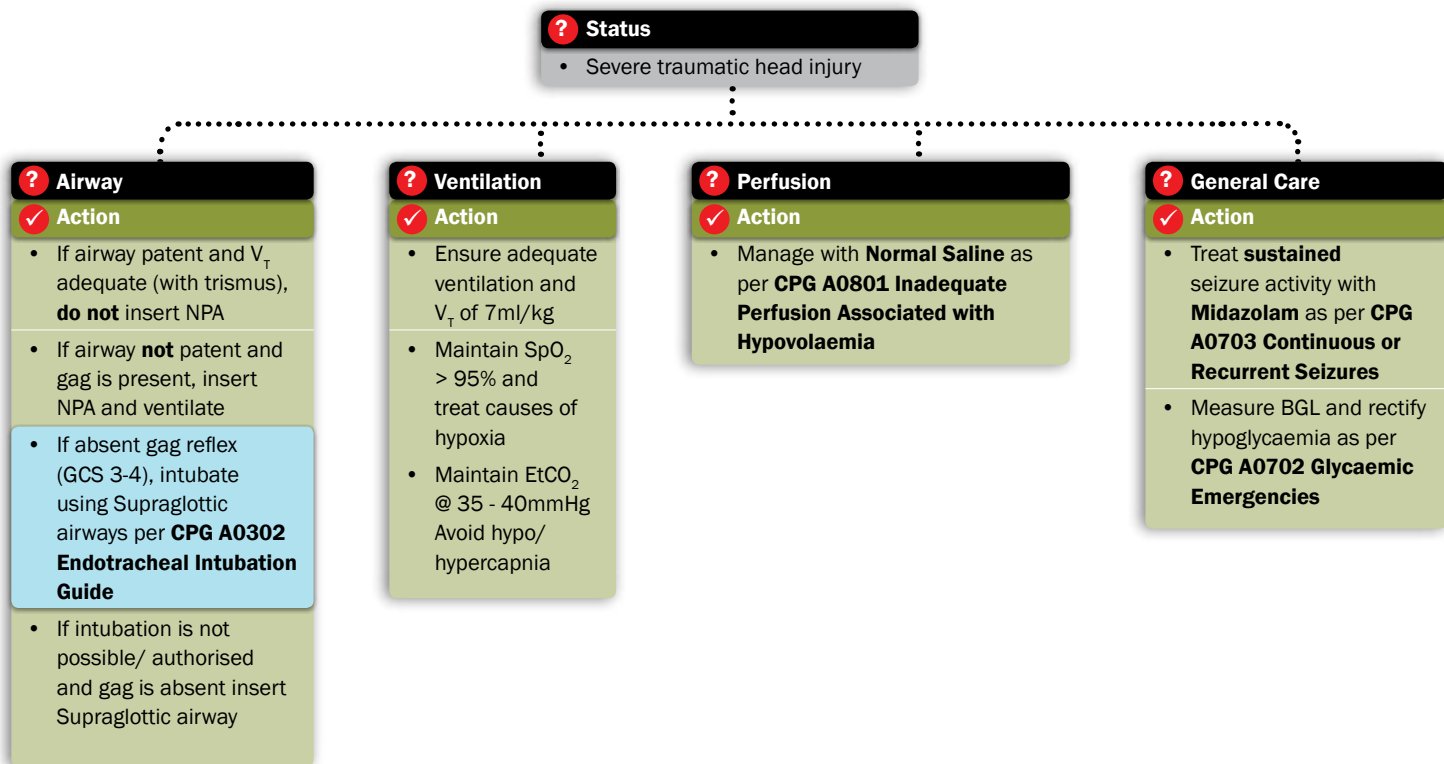 ? Status
• Severe traumatic head injury
? Airway
✓ Action
• If airway patent and VT
adequate (with trismus),
do not insert NPA
• If airway not patent and
gag is present, insert
NPA and ventilate
• If absent gag reflex
(GCS 3-4), intubate
using Supraglottic
airways per CPG A0302
Endotracheal Intubation
Guide
• If intubation is not
possible/ authorised
and gag is absent insert
Supraglottic airway
? Ventilation
✓ Action
• Ensure adequate
ventilation and
VT of 7ml/kg
• Maintain SpO2
> 95% and
treat causes of
hypoxia
• Maintain EtCO2
@ 35 - 40mmHg
Avoid hypo/
hypercapnia
? Perfusion
✓ Action
• Manage with Normal Saline as
per CPG A0801 Inadequate
Perfusion Associated with
Hypovolaemia
? General Care
✓ Action
• Treat sustained
seizure activity with
Midazolam as per CPG
A0703 Continuous or
Recurrent Seizures
• Measure BGL and rectify
hypoglycaemia as per
CPG A0702 Glycaemic
Emergencies